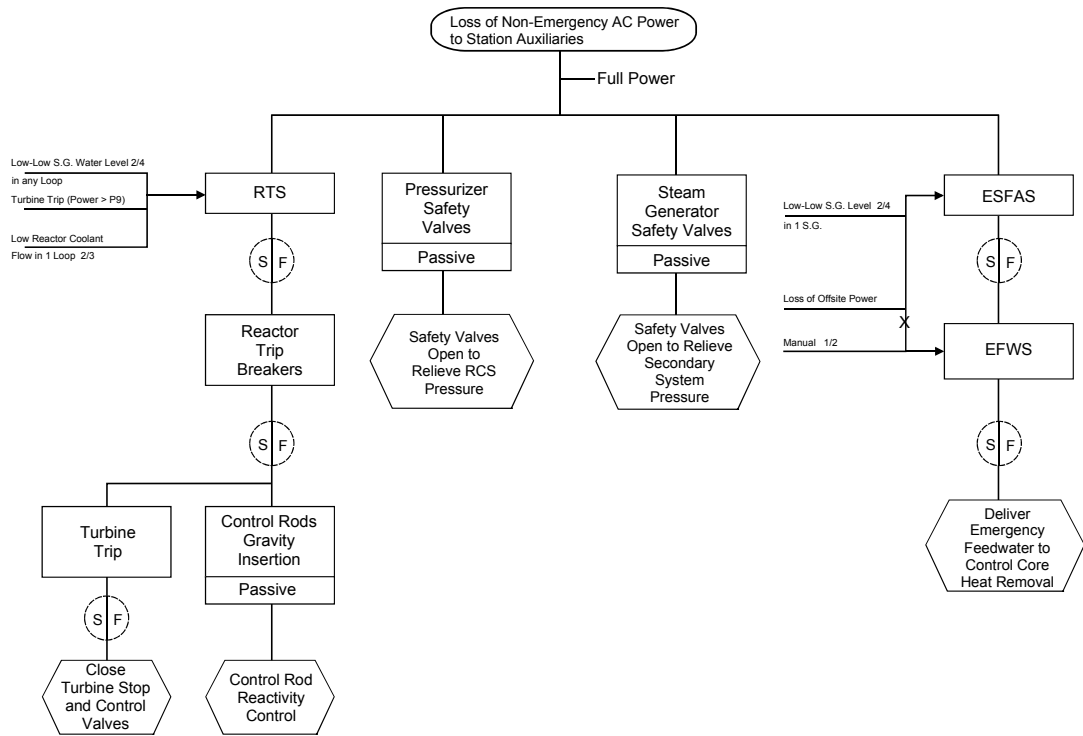 Loss of Non-Emergency AC Power
to Station Auxiliaries
Full Power
Low-Low S.G. Water Level 2/4
in any Loop
Turbine Trip (Power > P9)
Low Reactor Coolant
Flow in 1 Loop 2/3
RTS
Pressurizer
Safety
Valves
Passive
Steam
Generator
Safety Valves
Passive
Low-Low S.G. Level 2/4
in 1 S.G.
Loss of Offsite Power
X
Manual 1/2
ESFAS
S F
S F
Reactor
Trip
Breakers
Safety Valves
Open to
Relieve RCS
Pressure
Safety Valves
Open to Relieve
Secondary
System
Pressure
EFWS
S F
S F
Turbine
Trip
Control Rods
Gravity
Insertion
Passive
Deliver
Emergency
Feedwater to
Control Core
Heat Removal
S F
Close
Turbine Stop
and Control
Valves
Control Rod
Reactivity
Control